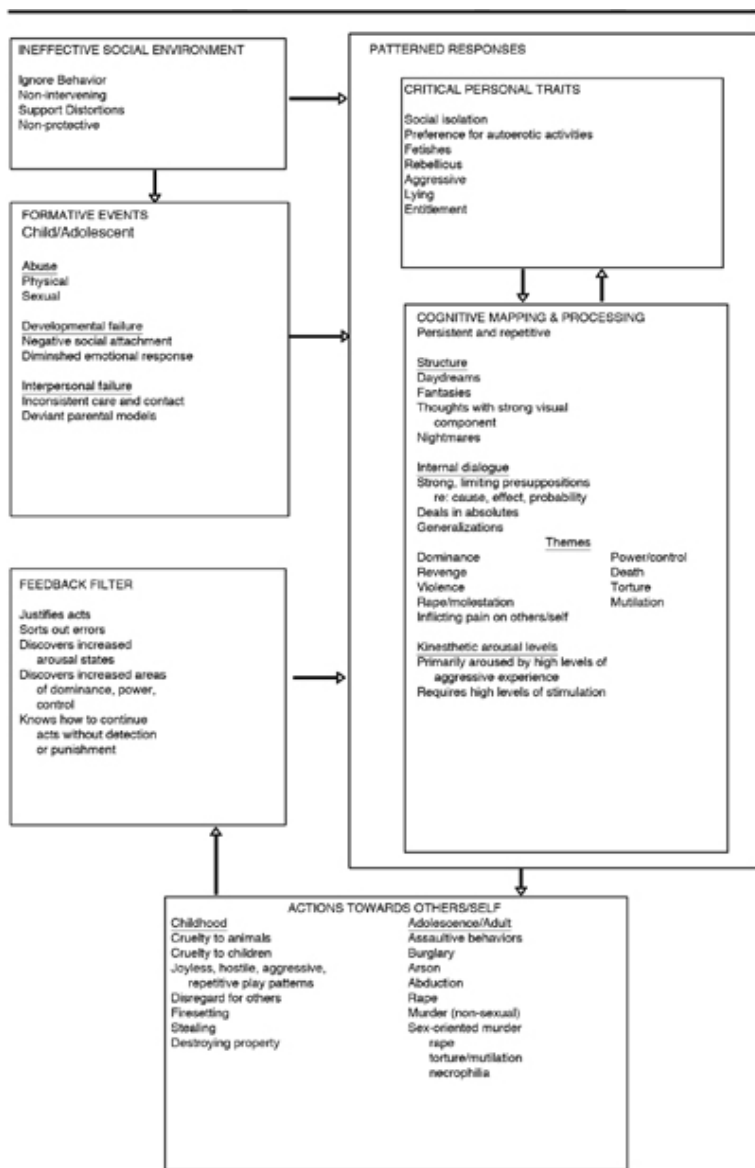 INEFFECTIVE SOCIAL ENVIRONMENT
Ignore Behavior
Non-intervening
Support Distortions
Non-protective
FORMATIVE EVENTS
Child/Adolescent
Abuse
Physical
Sexual
Developmental failure
Negative social attachment
Diminshed emotional response
Interpersonal failure
Inconsistent care and contact
Deviant parental models
FEEDBACK FILTER
Justifies acts
Sorts out errors
Discovers increased
arousal states
Discovers increased areas
of dominance, power,
control
Knows how to continue
acts without detection
or punishment
PATTERNED RESPONSES
CRITICAL PERSONAL TRAITS
Social isolation
Preference for autoerotic activities
Fetishes
Rebellious
Aggressive
Lying
Entitlement
COGNITIVE MAPPING & PROCESSING
Persistent and repetitive
Structure
Daydreams
Fantasies
Thoughts with strong visual
component
Nightmares
Internal dialogue
Strong, limiting presuppositions
re: cause, effect, probability
Deals in absolutes
Generalizations
Themes
Dominance
Revenge
Violence
Rape/molestation
Inflicting pain on others/self
Power/control
Death
Torture
Mutilation
Kinesthetic arousal levels
Primarily aroused by high levels of
aggressive experience
Requires high levels of stimulation
ACTIONS TOWARDS OTHERS/SELF
Childhood
Cruelty to animals
Cruelty to children
Joyless, hostile, aggressive,
repetitive play patterns
Disregard for others
Firesetting
Stealing
Destroying property
Adolescence/Adult
Assaultive behaviors
Burglary
Arson
Abduction
Rape
Murder (non-sexual)
Sex-oriented murder
rape
torture/mutilation
necrophilia